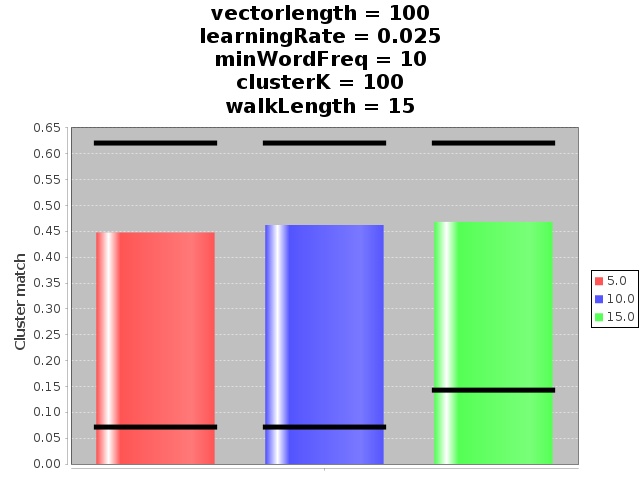 vectorlength = 100
learningRate = 0.025
minWordFreq = 10
clusterK = 100
walkLength = 15
0.65
0.60
0.55
0.50
0.45
0.40
0.35
0.30
0.25
0.20
0.15
0.10
0.05
0.00
Cluster match
5.0
10.0
15.0